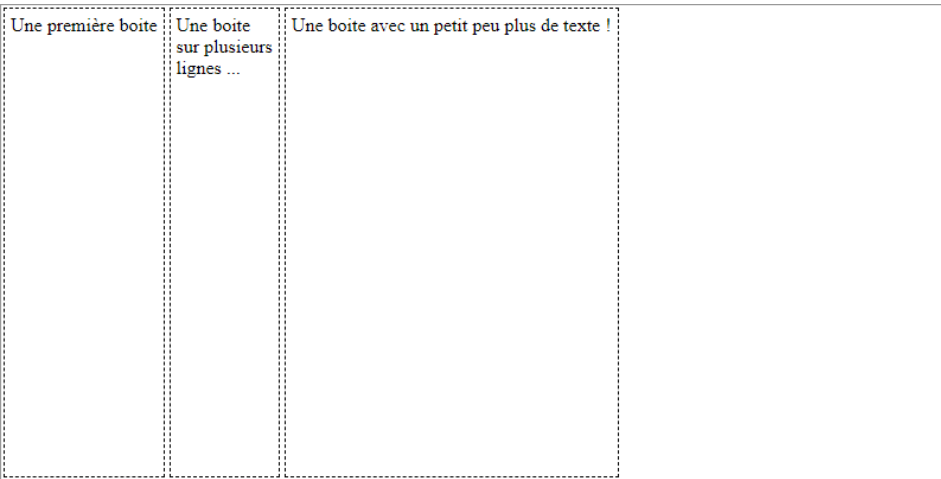 Une première boite
Une boite
sur plusieurs
lignes ...
Une boite avec un petit peu plus de texte !